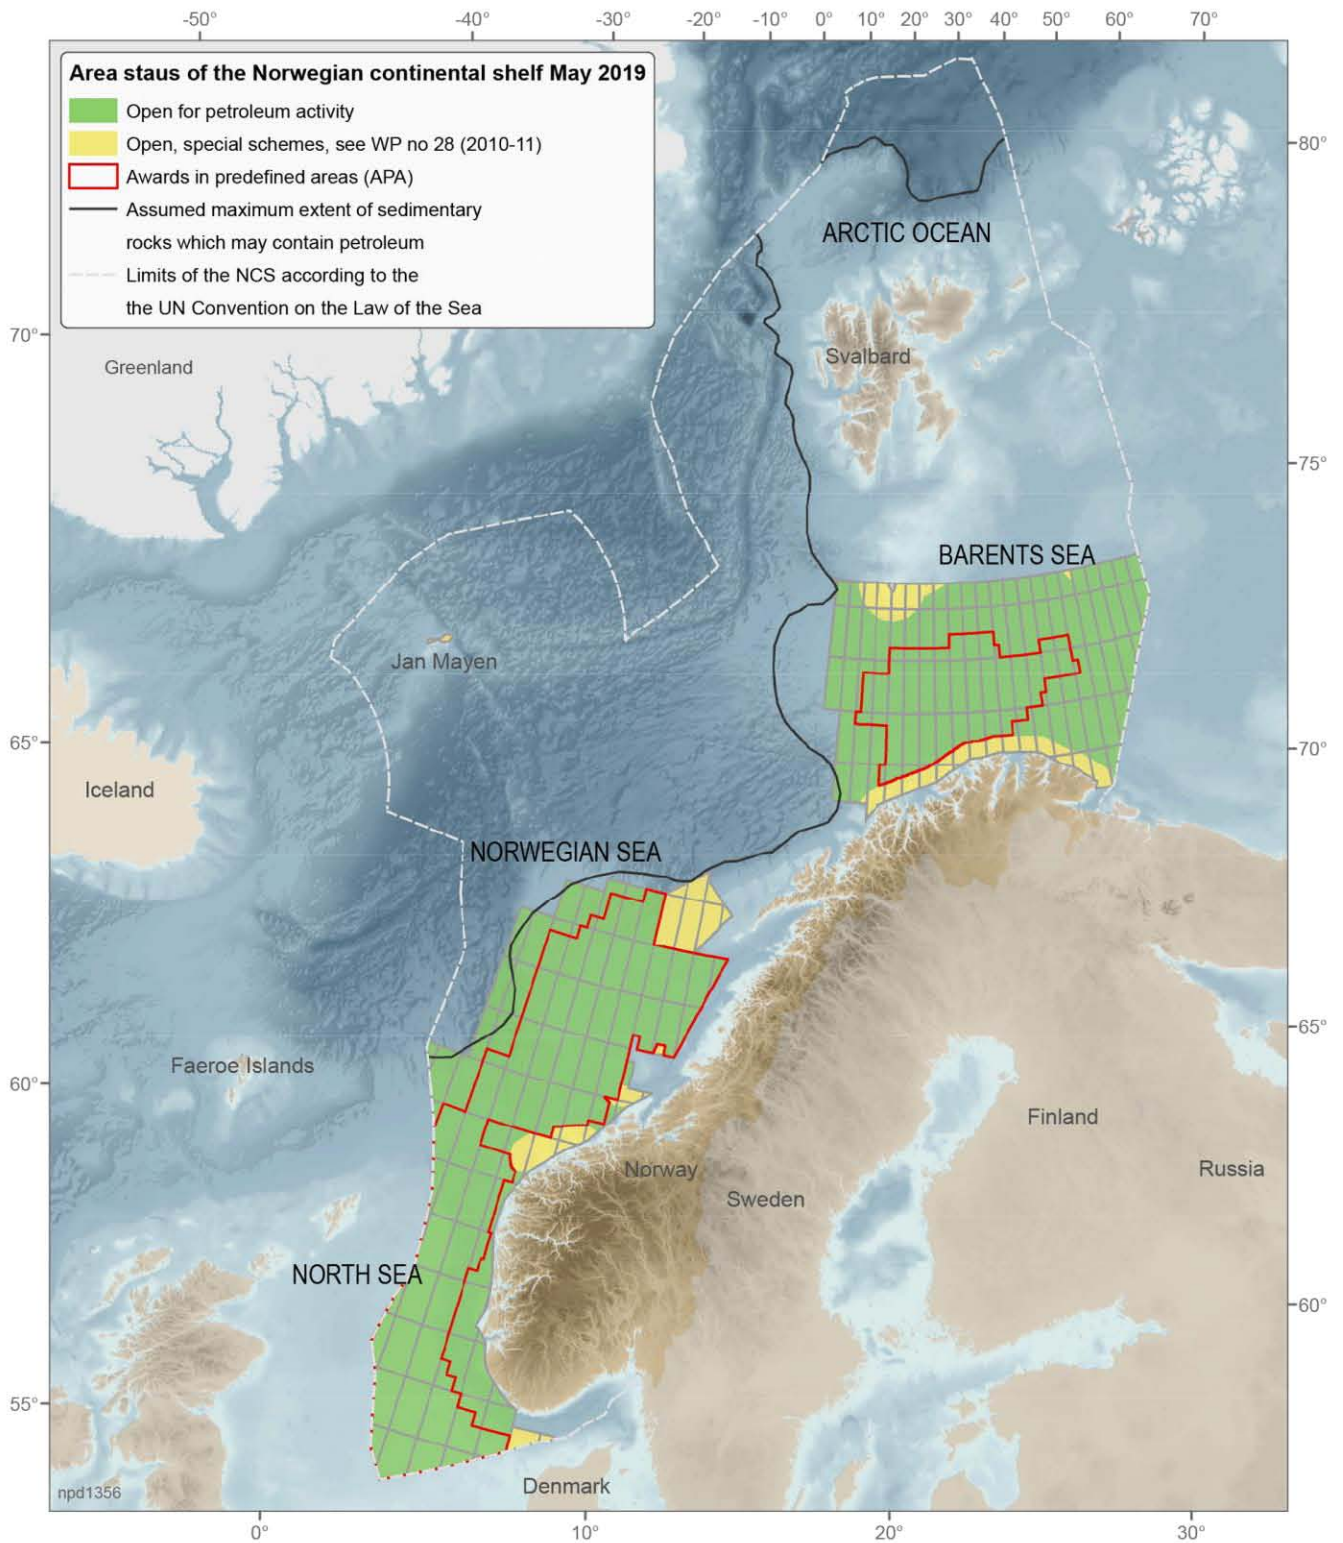 -50° -40° -30° -20° -10° 0° 10° 20° 30° 40° 50° 60° 70°
Area staus of the Norwegian continental shelf May 2019
Open for petroleum activity
Open, special schemes, see WP no 28 (2010-11)
Awards in predefined areas (APA)
Assumed maximum extent of sedimentary
rocks which may contain petroleum
Limits of the NCS according to the
the UN Convention on the Law of the Sea
80°
ARCTIC OCEAN
70°
Svalbard
Greenland
75°
BARENTS SEA
Jan Mayen
65°
70°
Iceland
NORWEGIAN SEA
65°
Faeroe Islands
60°
Finland
Norway
Russia
Sweden
NORTH SEA
60°
55°
Denmark
npd1356
0° 10° 20° 30°